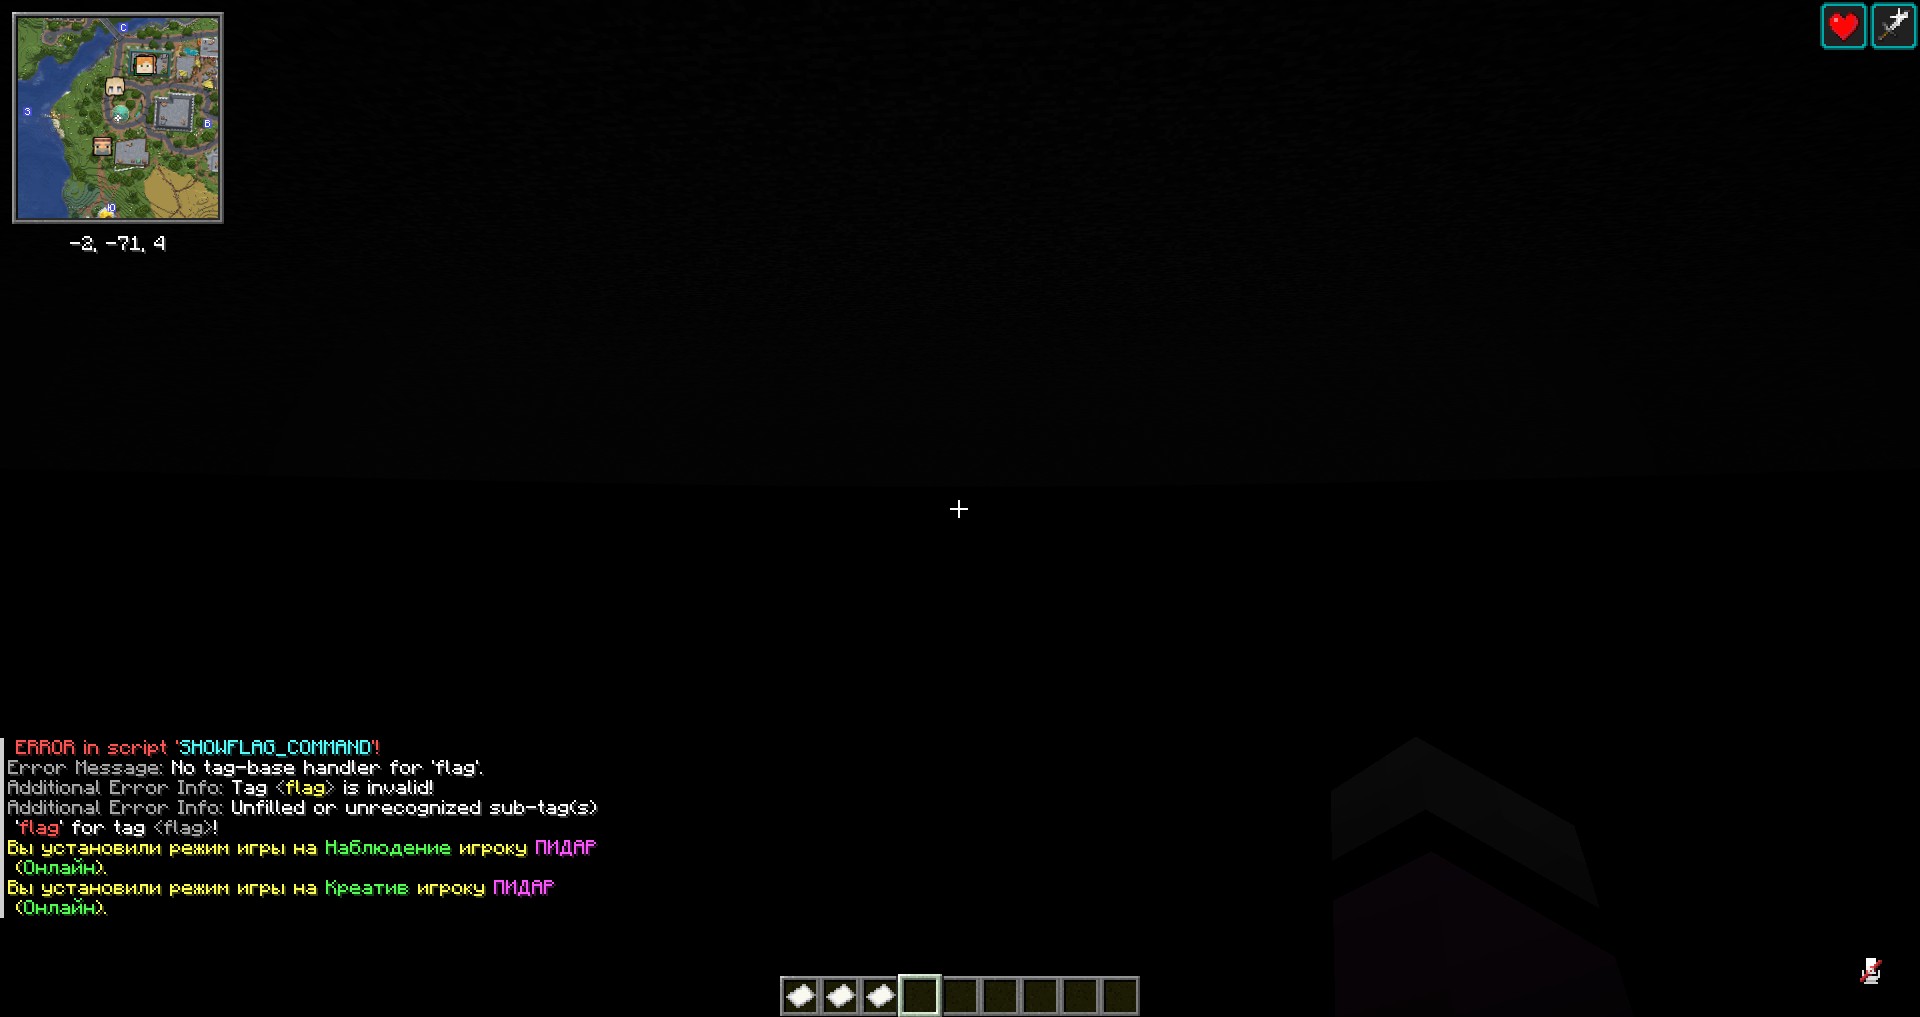 С
З
В
Ю
-2, -71, 4
ERROR in script 'SHOWFLAG_COMMAND'!
Error Message: No tag-base handler for 'flag'.
Additional Error Info: Tag <flag> is invalid!
Additional Error Info: Unfilled or unrecognized sub-tag(s)
'flag' for tag <flag>!
Вы установили режим игры на Наблюдение игроку ПИДАР
(Онлайн).
Вы установили режим игры на Креатив игроку ПИДАР
(Онлайн).